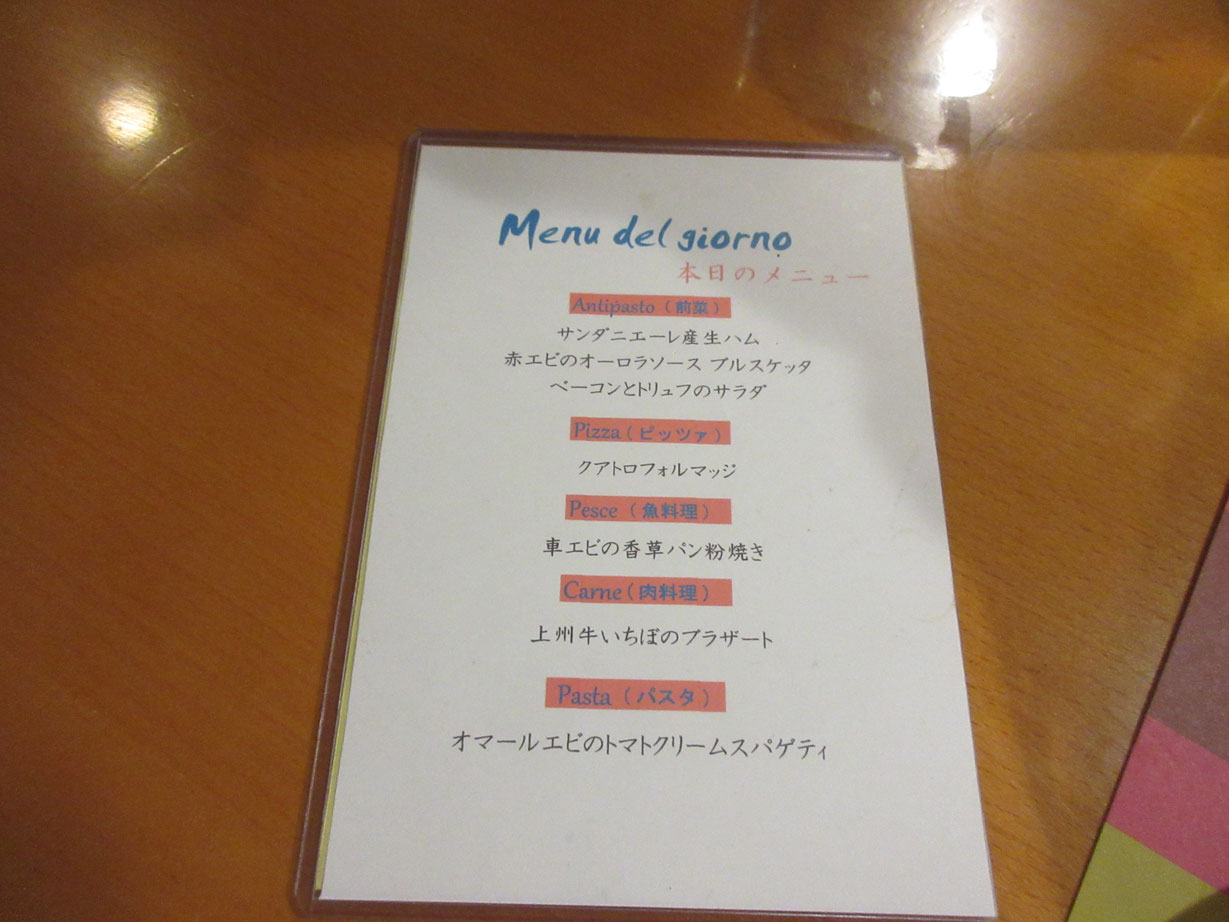 Menu del giorno
本日のメニュー
Antipasto（前菜）
サンダニエーレ産生ハム
赤エビのオーロラソース ブルスケッタ
ベーコンとトリュフのサラダ
Pizza（ピッツァ）
クアトロフォルマッジ
Pesce（魚料理）
車エビの香草パン粉焼き
Carne（肉料理）
上州牛いちぼのブラザート
Pasta（パスタ）
オマールエビのトマトクリームスパゲティ